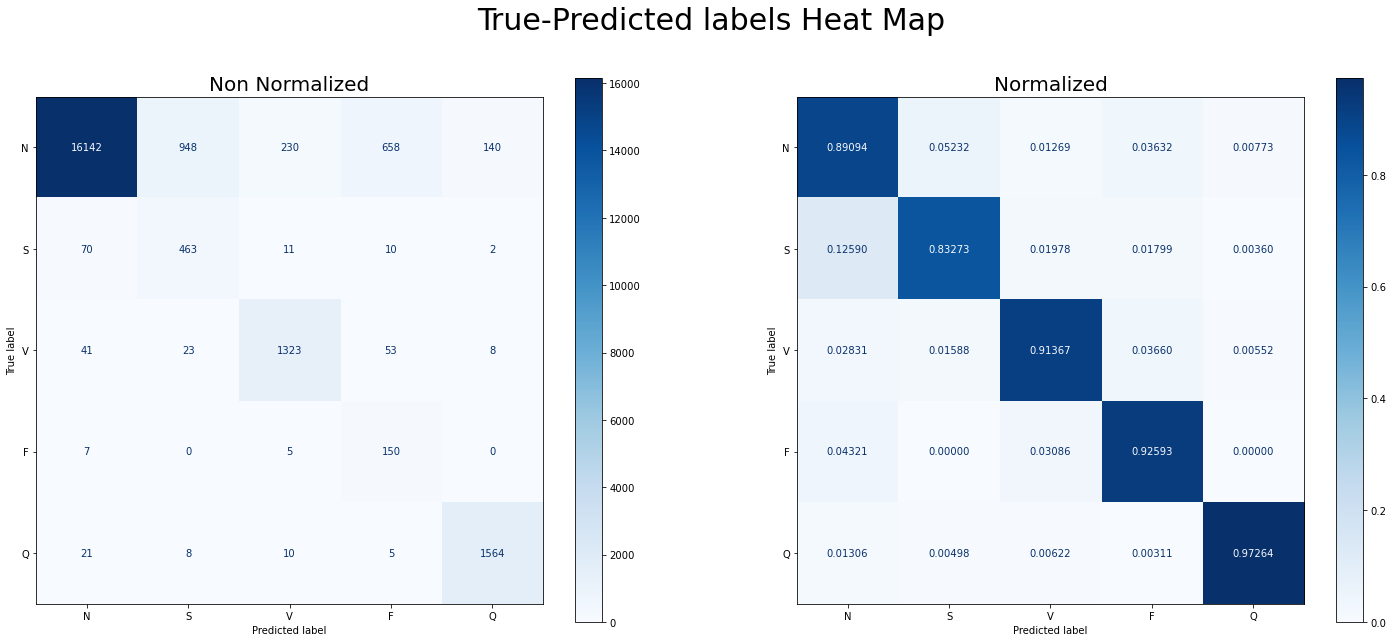 True-Predicted labels Heat Map
Non Normalized
Normalized
N 16142 948 230 658 140
S 70 463 11 10 2
V 41 23 1323 53 8
F 7 0 5 150 0
Q 21 8 10 5 1564
N S V F Q
True label
Predicted label
16000
14000
12000
10000
8000
6000
4000
2000
0
N 0.89094 0.05232 0.01269 0.03632 0.00773
S 0.12590 0.83273 0.01978 0.01799 0.00360
V 0.02831 0.01588 0.91367 0.03660 0.00552
F 0.04321 0.00000 0.03086 0.92593 0.00000
Q 0.01306 0.00498 0.00622 0.00311 0.97264
N S V F Q
True label
Predicted label
0.8
0.6
0.4
0.2
0.0